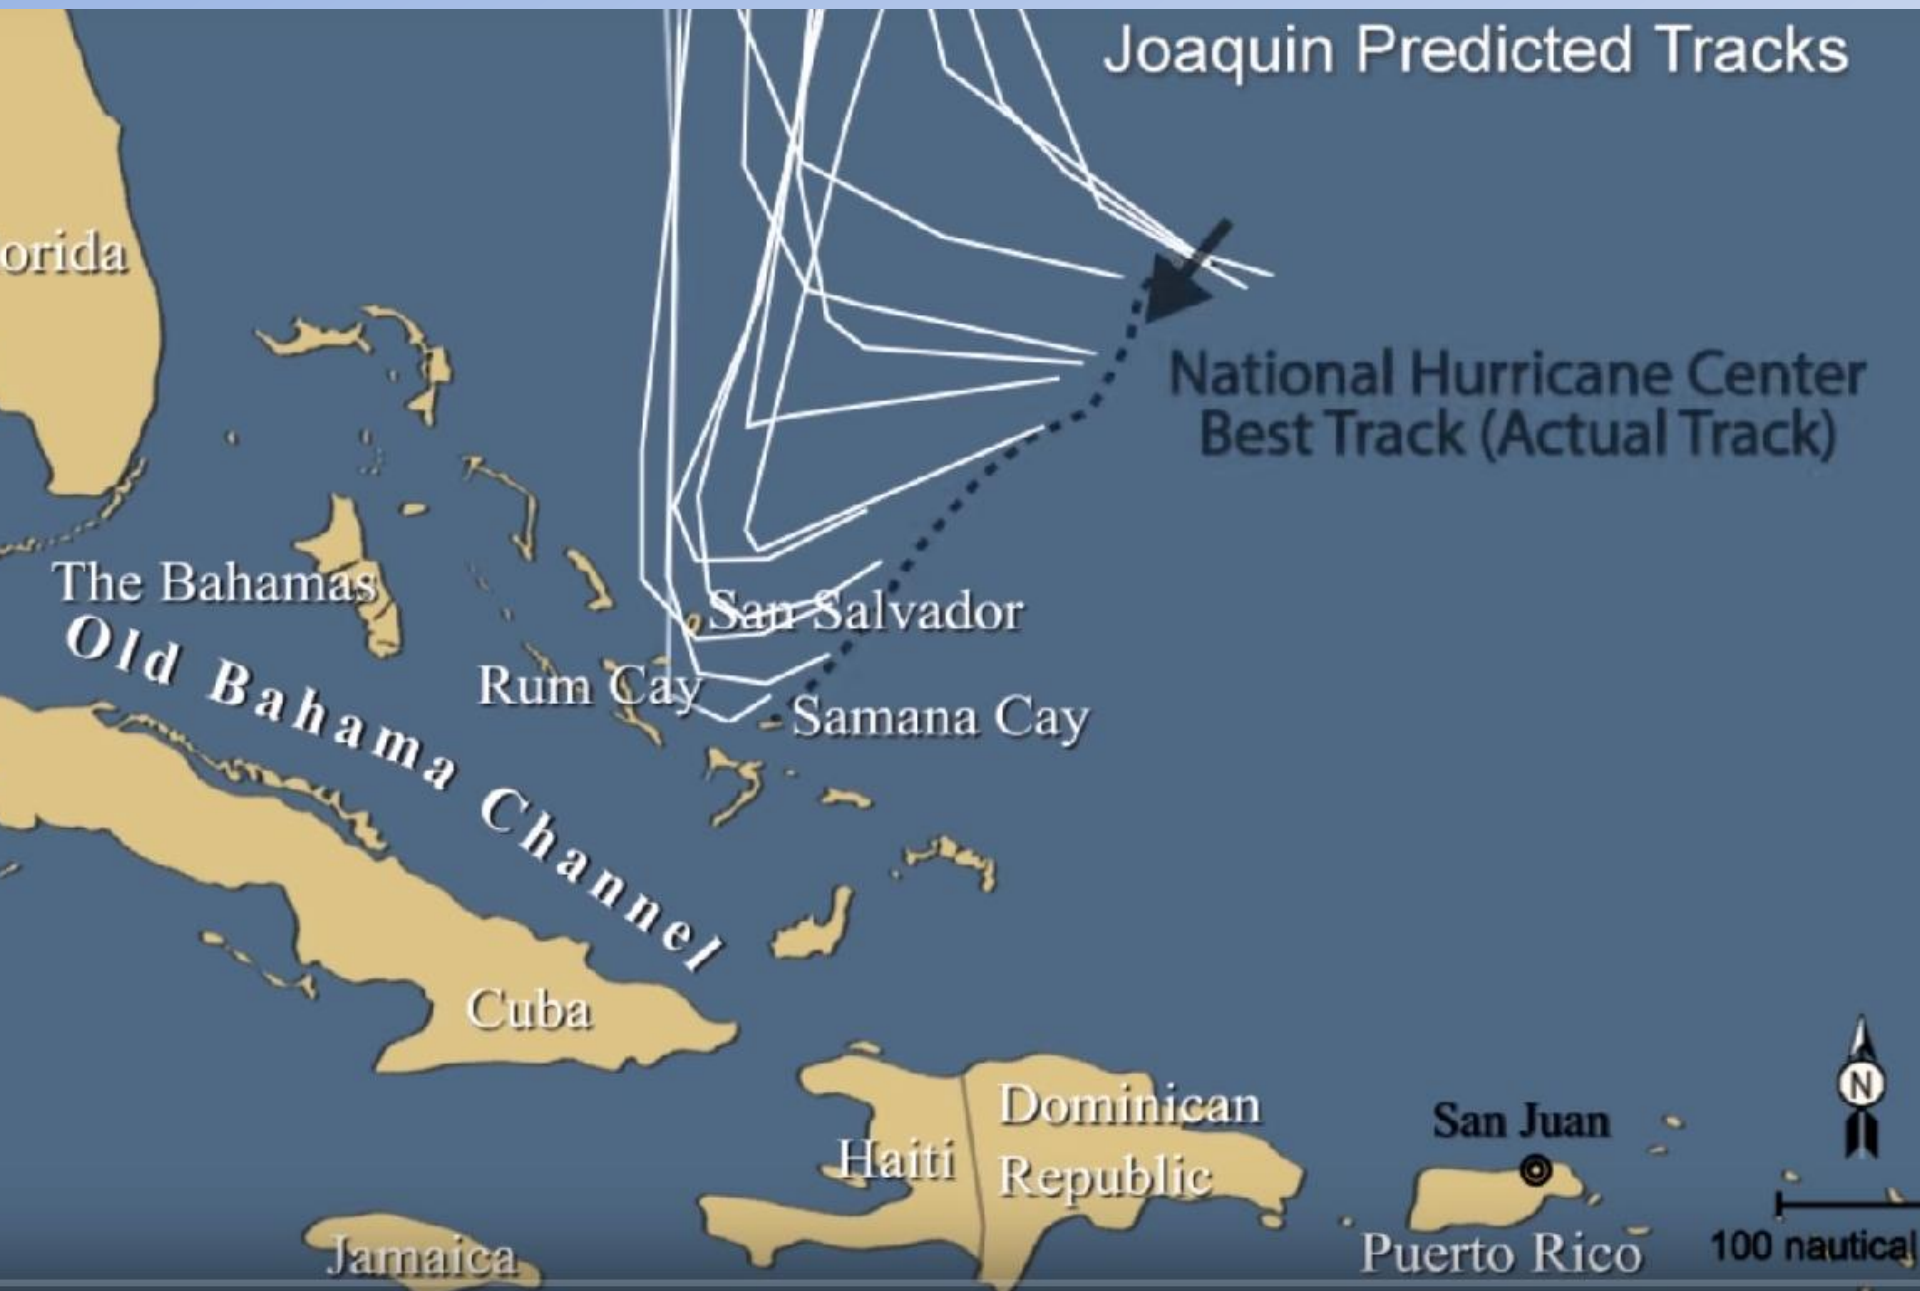 Joaquin Predicted Tracks
orida
National Hurricane Center
Best Track (Actual Track)
The Bahamas
San Salvador
Old Bahama Channel
Rum Cay
Samana Cay
Cuba
Dominican
Republic
Haiti
San Juan
N
Jamaica
Puerto Rico
100 nautical